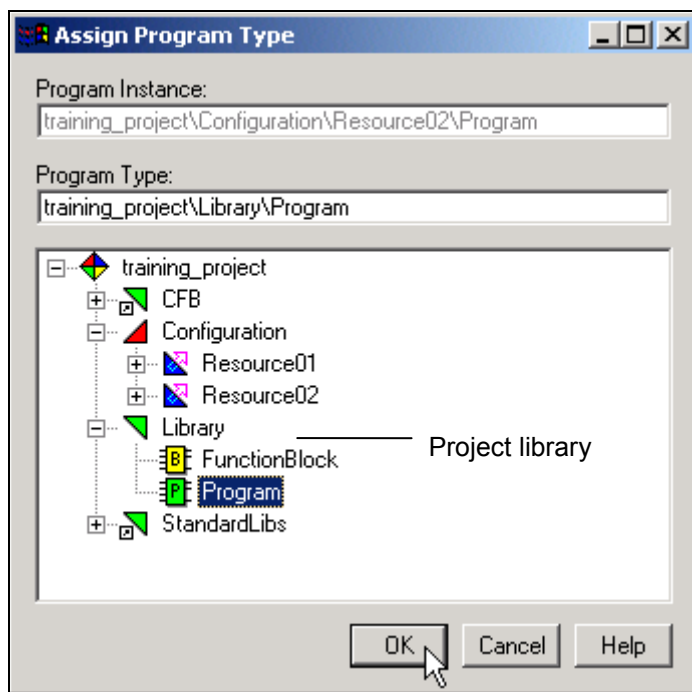 Assign Program Type
Program Instance:
training_project\Configuration\Resource02\Program
Program Type:
training_project\Library\Program
training_project
CFB
Configuration
Resource01
Resource02
Library
Project library
B FunctionBlock
P Program
StandardLibs
OK Cancel Help